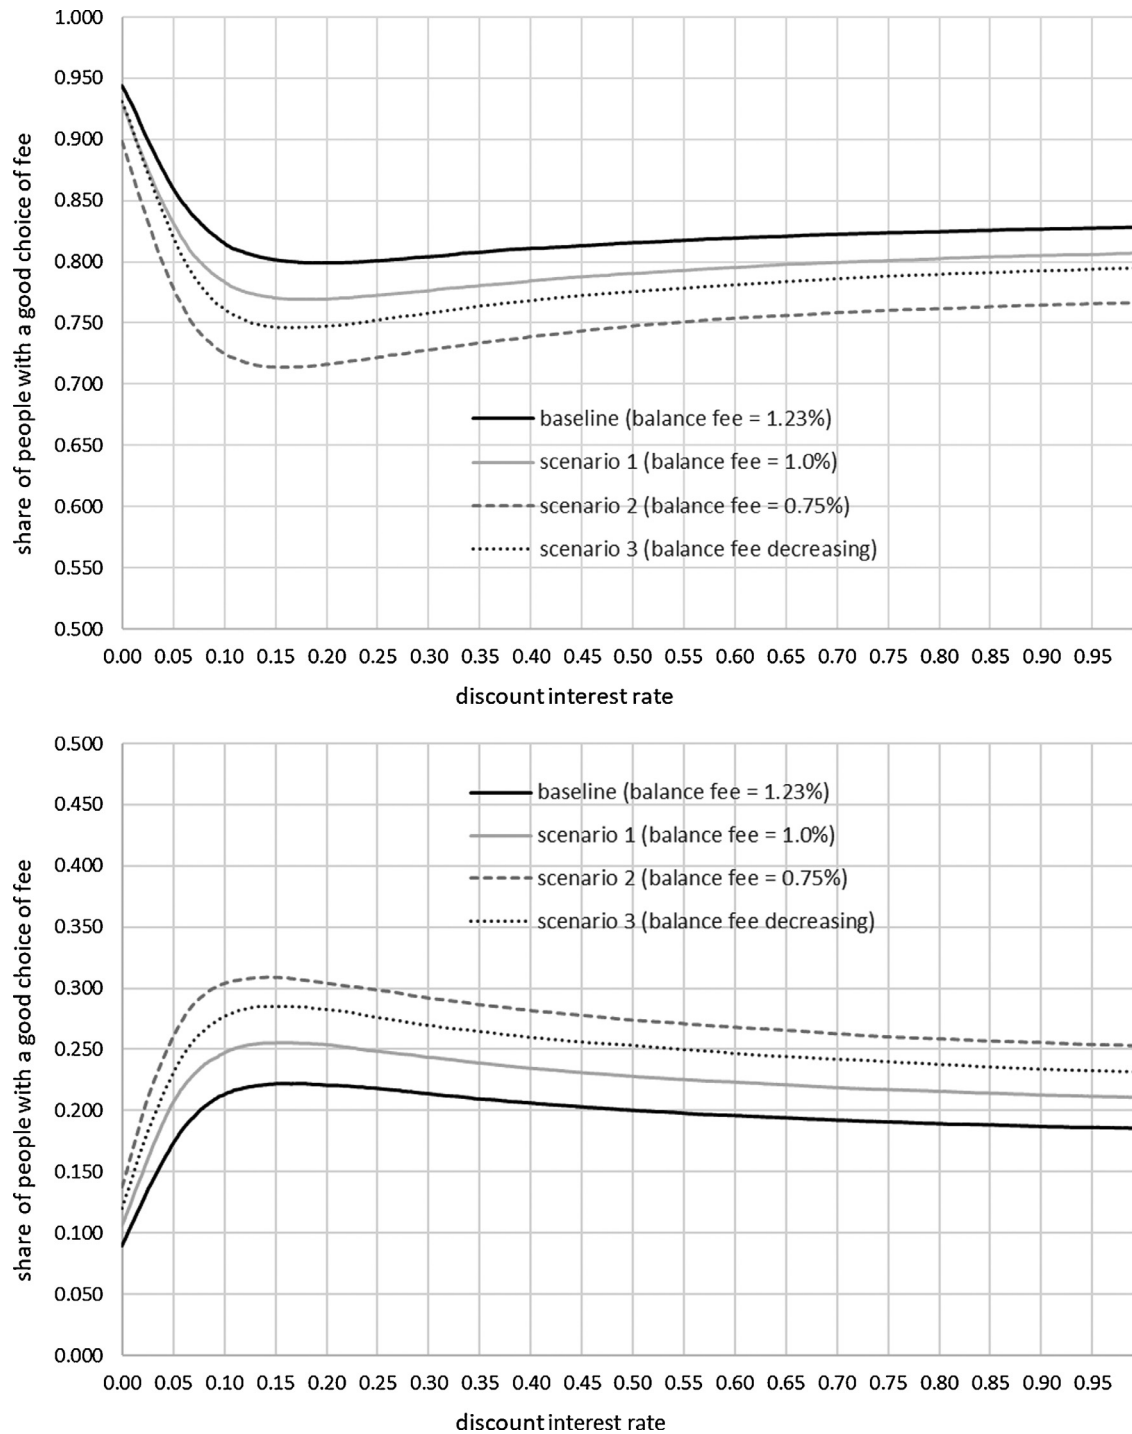 1.000
0.950
0.900
0.850
0.800
0.750
0.700
0.650
0.600
0.550
0.500
share of people with a good choice of fee
baseline (balance fee = 1.23%)
scenario 1 (balance fee = 1.0%)
scenario 2 (balance fee = 0.75%)
scenario 3 (balance fee decreasing)
0.00 0.05 0.10 0.15 0.20 0.25 0.30 0.35 0.40 0.45 0.50 0.55 0.60 0.65 0.70 0.75 0.80 0.85 0.90 0.95
discount interest rate
0.500
0.450
0.400
0.350
0.300
0.250
0.200
0.150
0.100
0.050
0.000
share of people with a good choice of fee
baseline (balance fee = 1.23%)
scenario 1 (balance fee = 1.0%)
scenario 2 (balance fee = 0.75%)
scenario 3 (balance fee decreasing)
0.00 0.05 0.10 0.15 0.20 0.25 0.30 0.35 0.40 0.45 0.50 0.55 0.60 0.65 0.70 0.75 0.80 0.85 0.90 0.95
discount interest rate